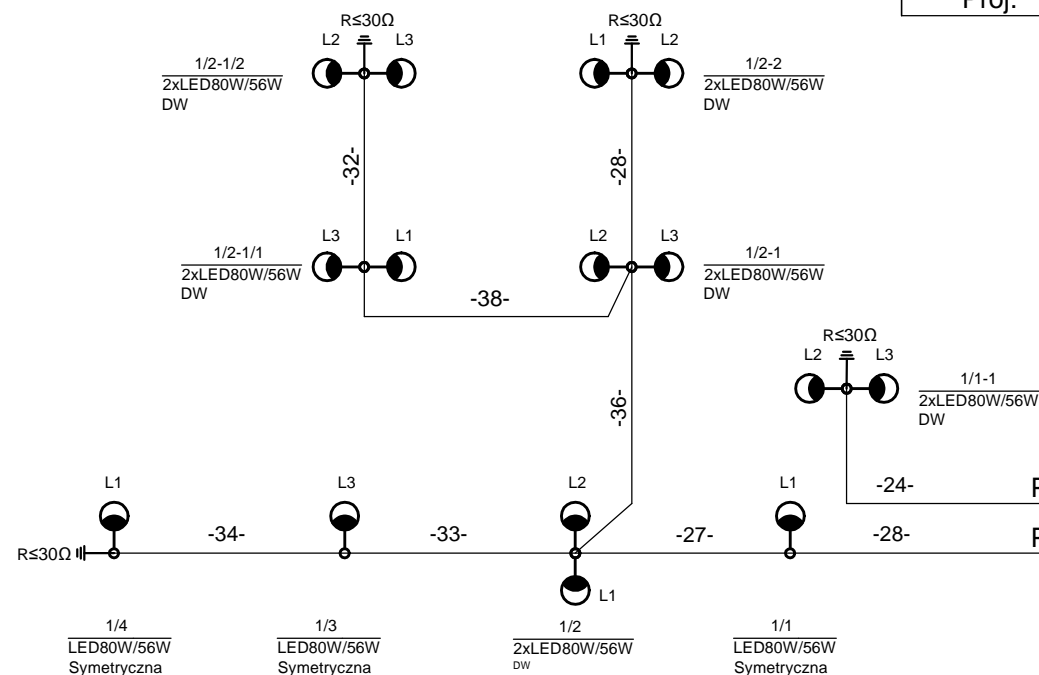 Proj.
R≤30Ω
L2 L3
1/2-1/2
2xLED80W/56W
DW
R≤30Ω
L1 L2
1/2-2
2xLED80W/56W
DW
-32-
-28-
L3 L1
1/2-1/1
2xLED80W/56W
DW
L2 L3
1/2-1
2xLED80W/56W
DW
-38-
-36-
R≤30Ω
L2 L3
1/1-1
2xLED80W/56W
DW
-24-
L1 L3 L2 L1
R≤30Ω
-34- -33- -27- -28-
L1
1/4
LED80W/56W
Symetryczna
1/3
LED80W/56W
Symetryczna
1/2
2xLED80W/56W
DW
1/1
LED80W/56W
Symetryczna